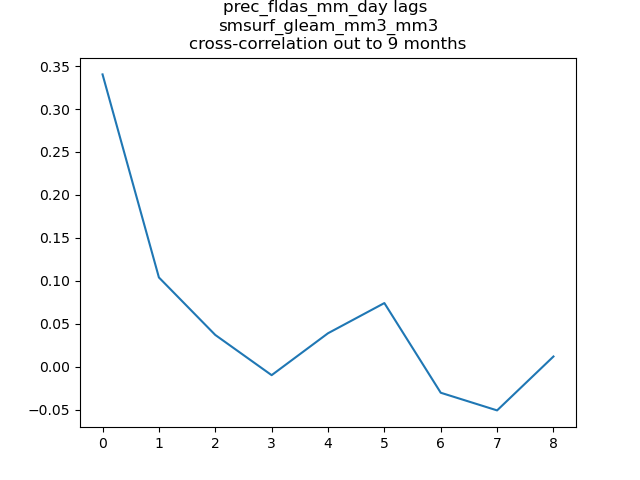 prec_fldas_mm_day lags
smsurf_gleam_mm3_mm3
cross-correlation out to 9 months
0.35
0.30
0.25
0.20
0.15
0.10
0.05
0.00
−0.05
0 1 2 3 4 5 6 7 8